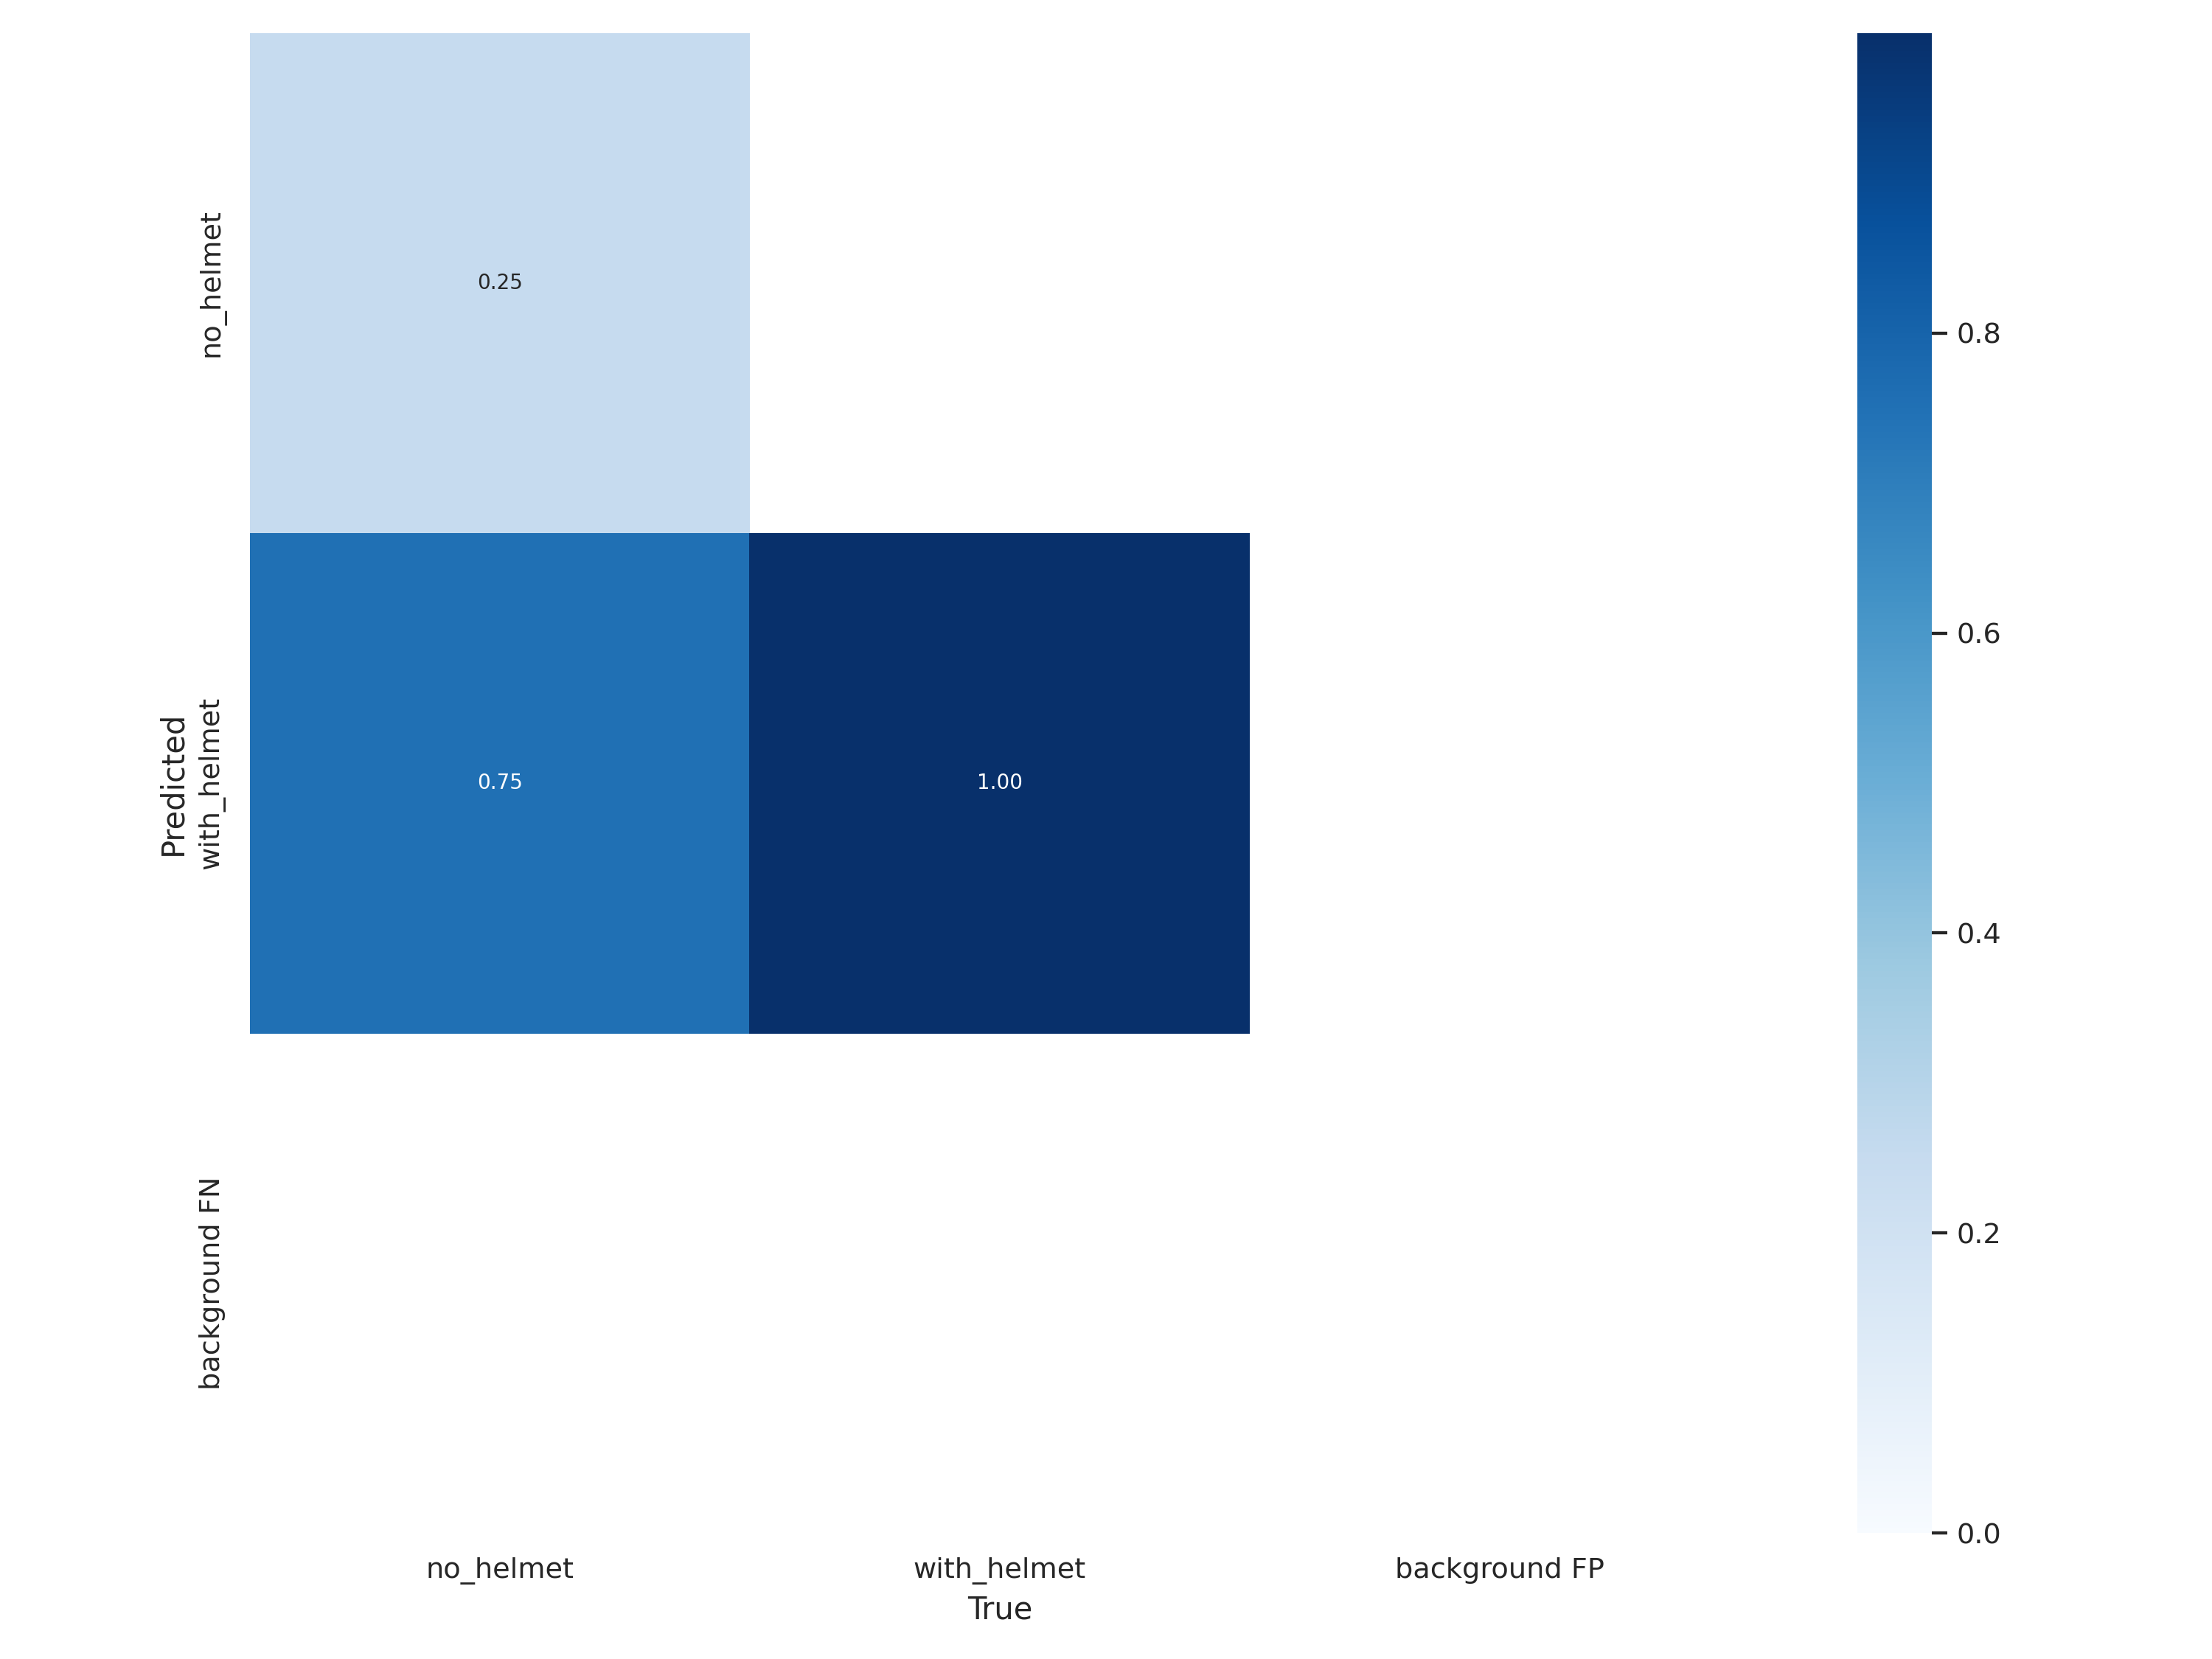 no_helmet
0.25
Predicted
with_helmet
0.75
1.00
background FN
no_helmet
with_helmet
background FP
True
0.8
0.6
0.4
0.2
0.0